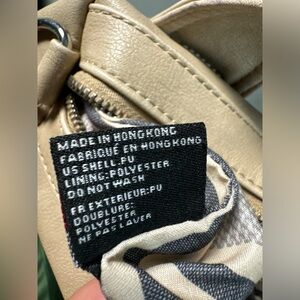 MADE IN HONGKONG
FABRIQUÉ EN HONGKONG
US SHELL:PU
LINING:POLYESTER
DO NOT WASH
FR EXTERIEUR:PU
DOUBLURE:
POLYESTER
NE PAS LAVER